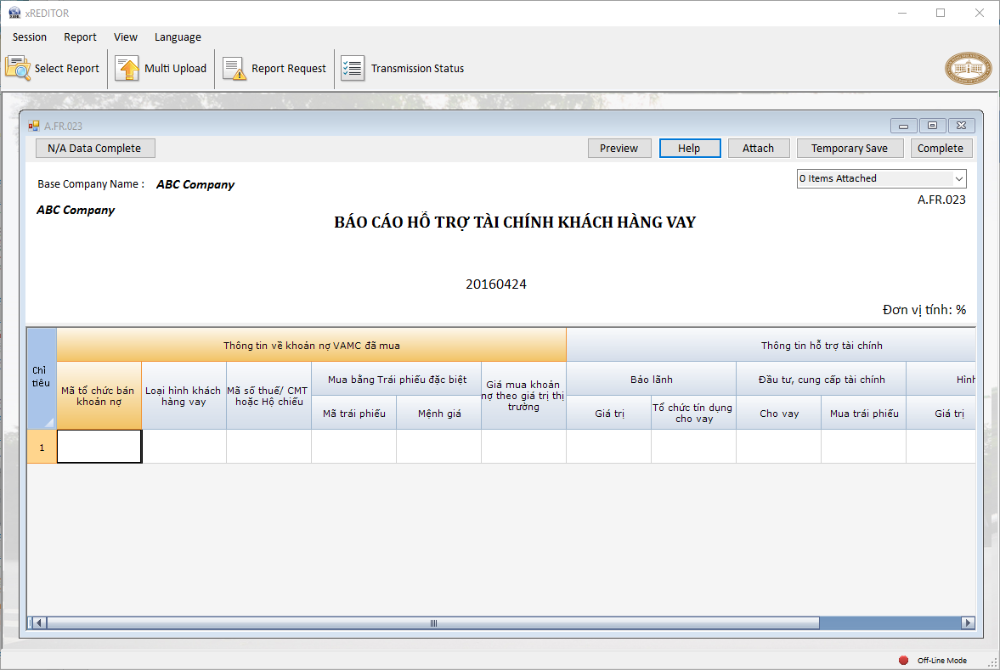 xREDITOR
Session Report View Language
Select Report Multi Upload Report Request Transmission Status
A.FR.023
N/A Data Complete Preview Help Attach Temporary Save Complete
Base Company Name : ABC Company
0 Items Attached
ABC Company
A.FR.023
BÁO CÁO HỖ TRỢ TÀI CHÍNH KHÁCH HÀNG VAY
20160424
Đơn vị tính: %
Chỉ
tiêu
Thông tin về khoản nợ VAMC đã mua
Thông tin hỗ trợ tài chính
Mã tổ chức bán
khoản nợ
Loại hình khách
hàng vay
Mã số thuế/ CMT
hoặc Hộ chiếu
Mua bằng Trái phiếu đặc biệt
Mã trái phiếu
Mệnh giá
Giá mua khoản
nợ theo giá trị thị
trường
Bảo lãnh
Giá trị
Tổ chức tín dụng
cho vay
Đầu tư, cung cấp tài chính
Cho vay
Mua trái phiếu
Hình
Giá trị
1
Off-Line Mode